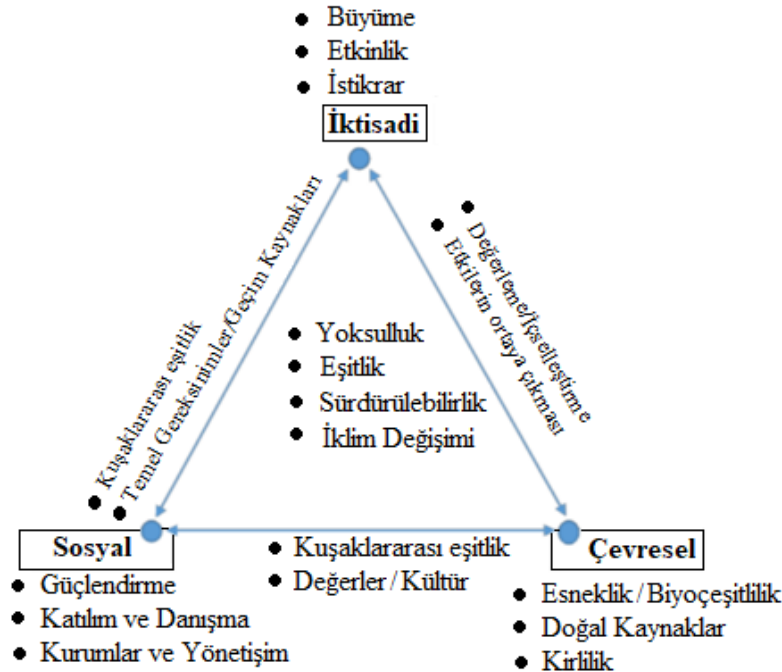 Büyüme
Etkinlik
İstikrar
İktisadi
Kuşaklararası eşitlik
Temel Gereksinimler/Geçim Kaynakları
Değerleme/İçselleştirme
Etkilerin ortaya çıkması
Yoksulluk
Eşitlik
Sürdürülebilirlik
İklim Değişimi
Sosyal
Güçlendirme
Katılım ve Danışma
Kurumlar ve Yönetişim
Kuşaklararası eşitlik
Değerler / Kültür
Çevresel
Esneklik / Biyoçeşitlilik
Doğal Kaynaklar
Kirlilik